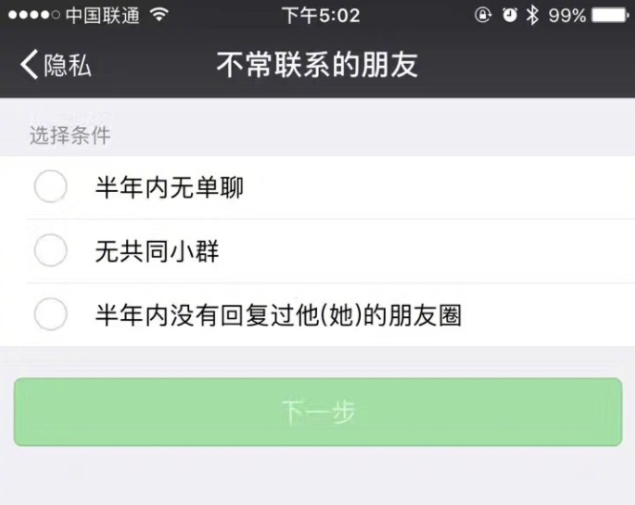 中国联通 下午5:02 99%
隐私 不常联系的朋友
选择条件
半年内无单聊
无共同小群
半年内没有回复过他(她)的朋友圈
下一步